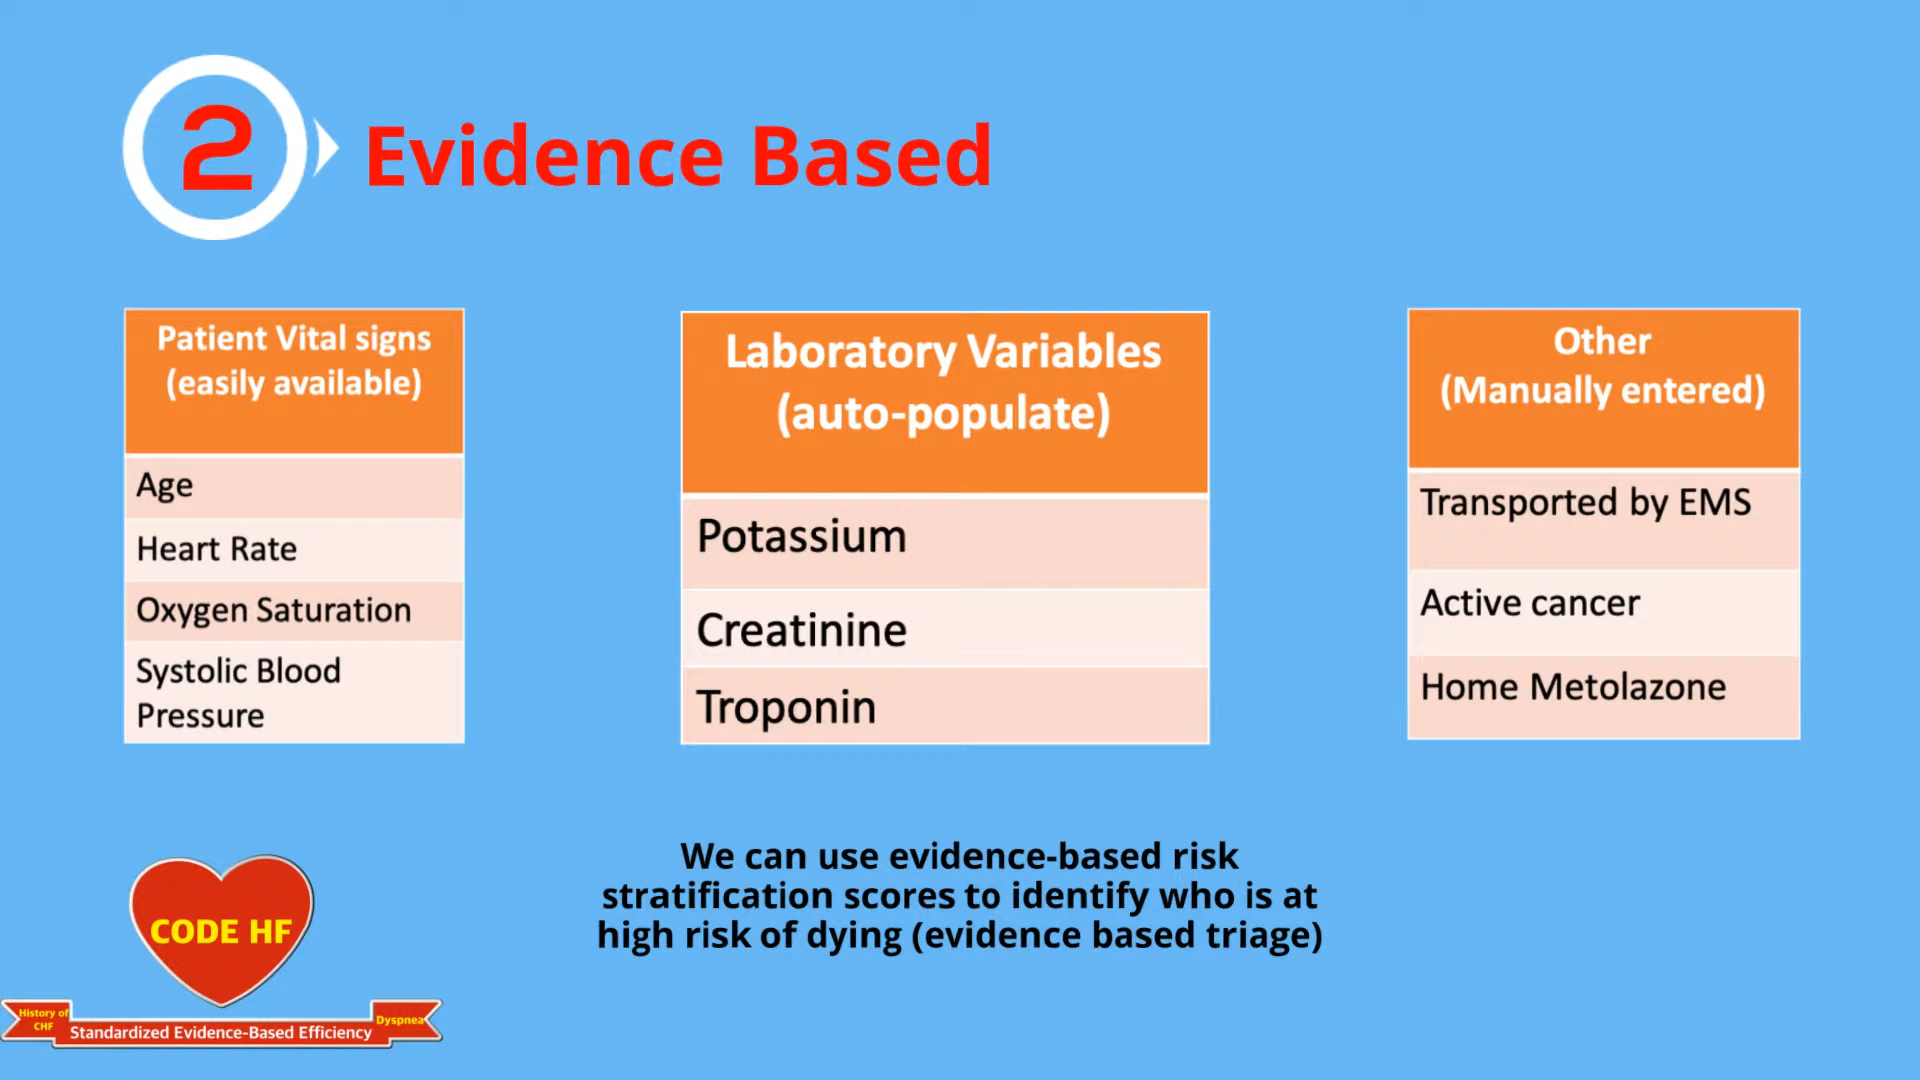 2
Evidence Based
Patient Vital signs
(easily available)
Age
Heart Rate
Oxygen Saturation
Systolic Blood
Pressure
Laboratory Variables
(auto-populate)
Potassium
Creatinine
Troponin
Other
(Manually entered)
Transported by EMS
Active cancer
Home Metolazone
We can use evidence-based risk
stratification scores to identify who is at
high risk of dying (evidence based triage)
CODE HF
History of
CHF
Standardized Evidence-Based Efficiency
Dyspnea